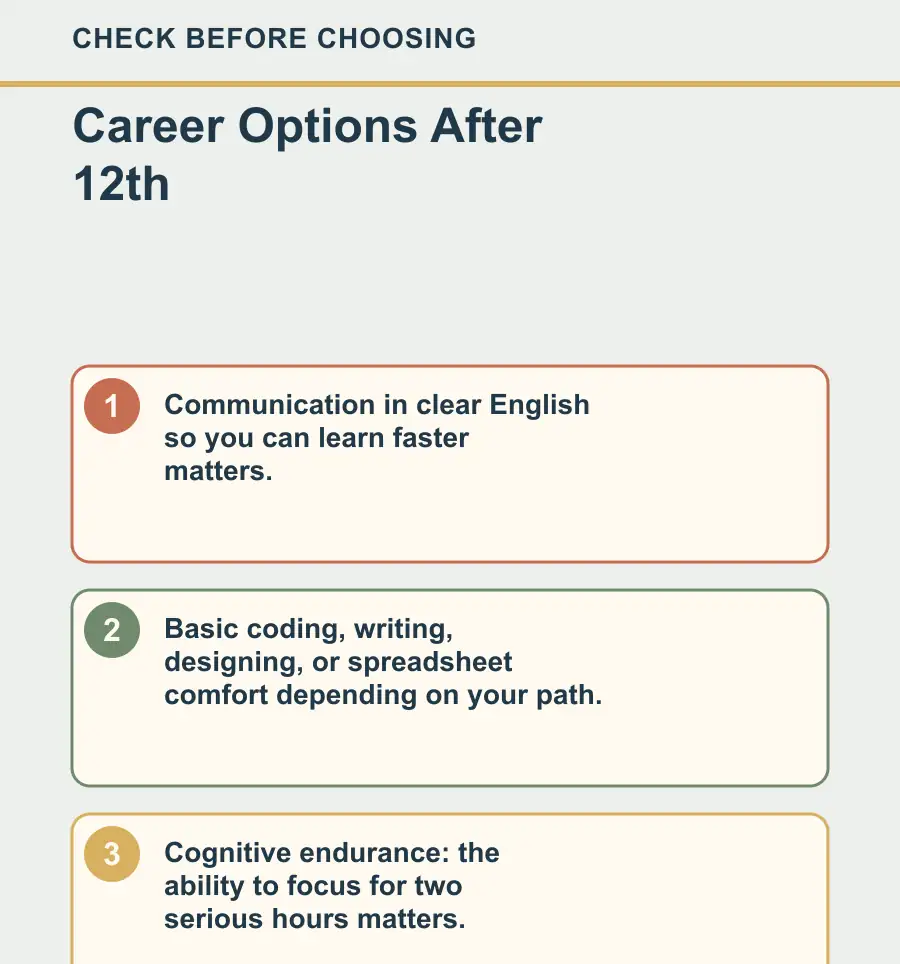 CHECK BEFORE CHOOSING
Career Options After
12th
1
Communication in clear English
so you can learn faster
matters.
2
Basic coding, writing,
designing, or spreadsheet
comfort depending on your path.
3
Cognitive endurance: the
ability to focus for two
serious hours matters.